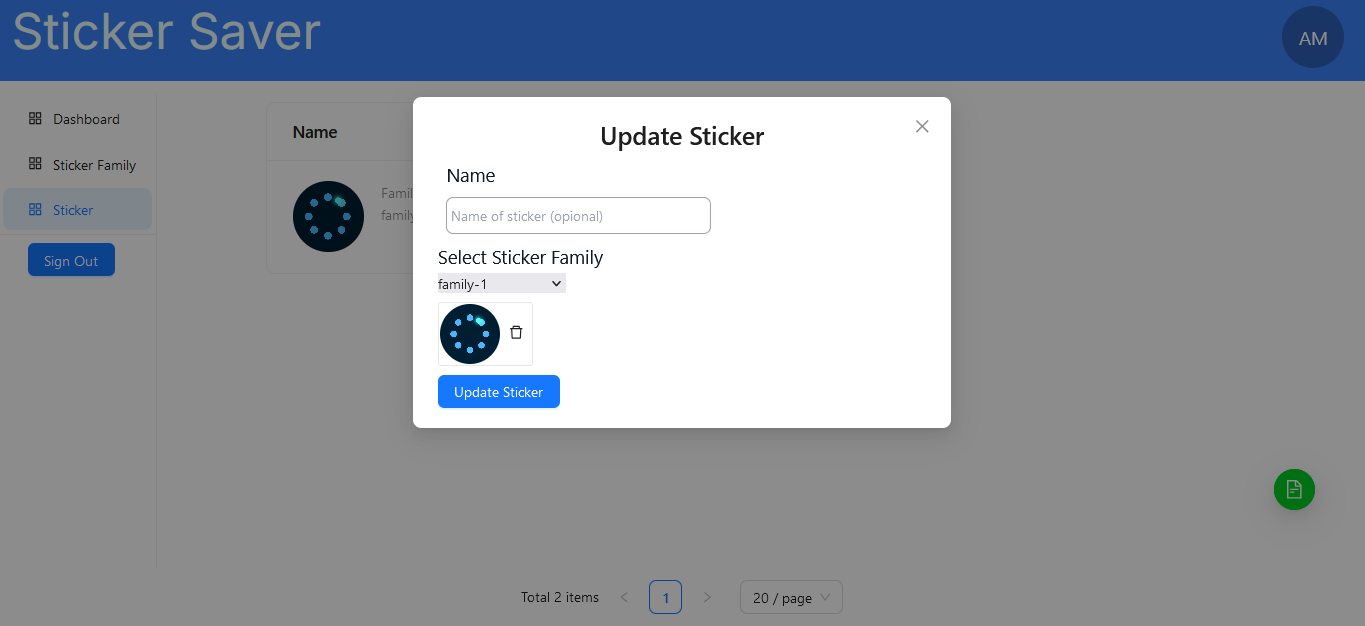 Sticker Saver
AM
Dashboard
Sticker Family
Sticker
Sign Out
Name
Famil
family
Update Sticker
Name
Name of sticker (opional)
Select Sticker Family
family-1
Update Sticker
Total 2 items
1
20 / page